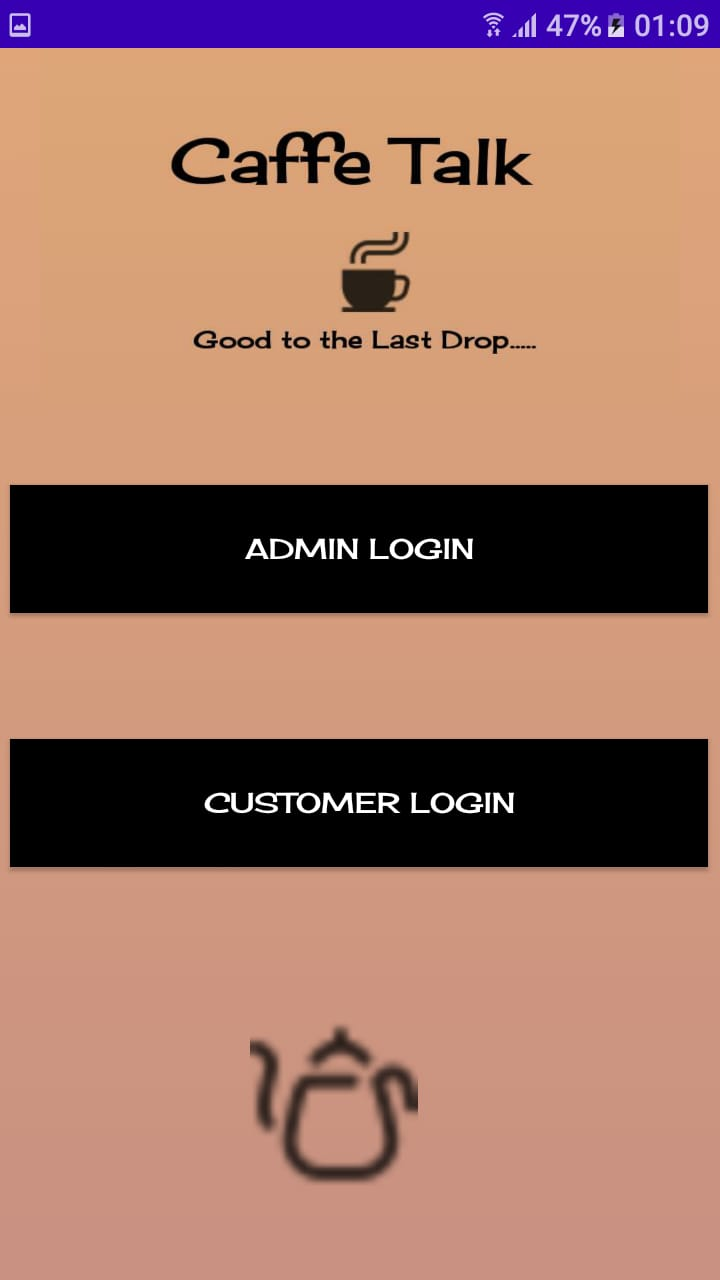 47% 01:09
Caffe Talk
Good to the Last Drop.....
ADMIN LOGIN
CUSTOMER LOGIN